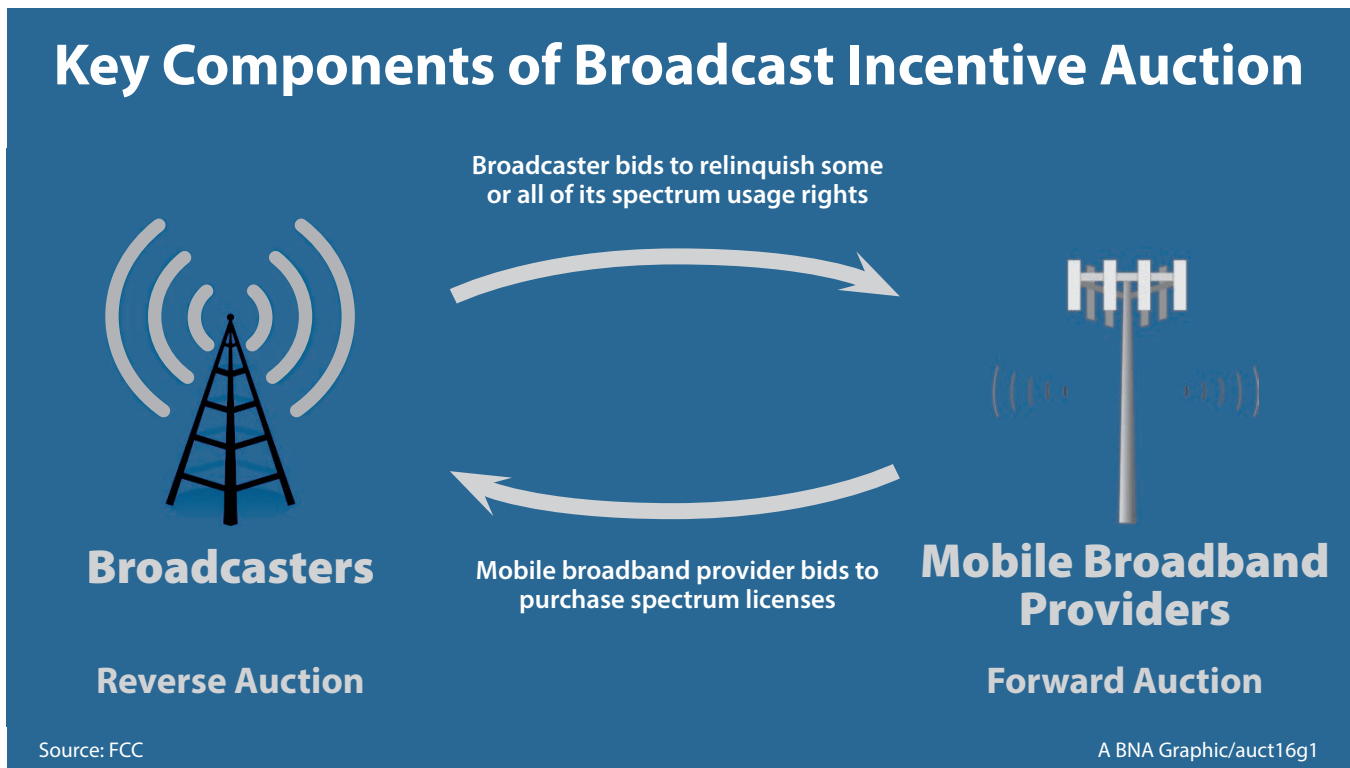 Key Components of Broadcast Incentive Auction
Broadcaster bids to relinquish some
or all of its spectrum usage rights
Broadcasters
Mobile broadband provider bids to
purchase spectrum licenses
Mobile Broadband
Providers
Reverse Auction
Forward Auction
Source: FCC
A BNA Graphic/auct16g1